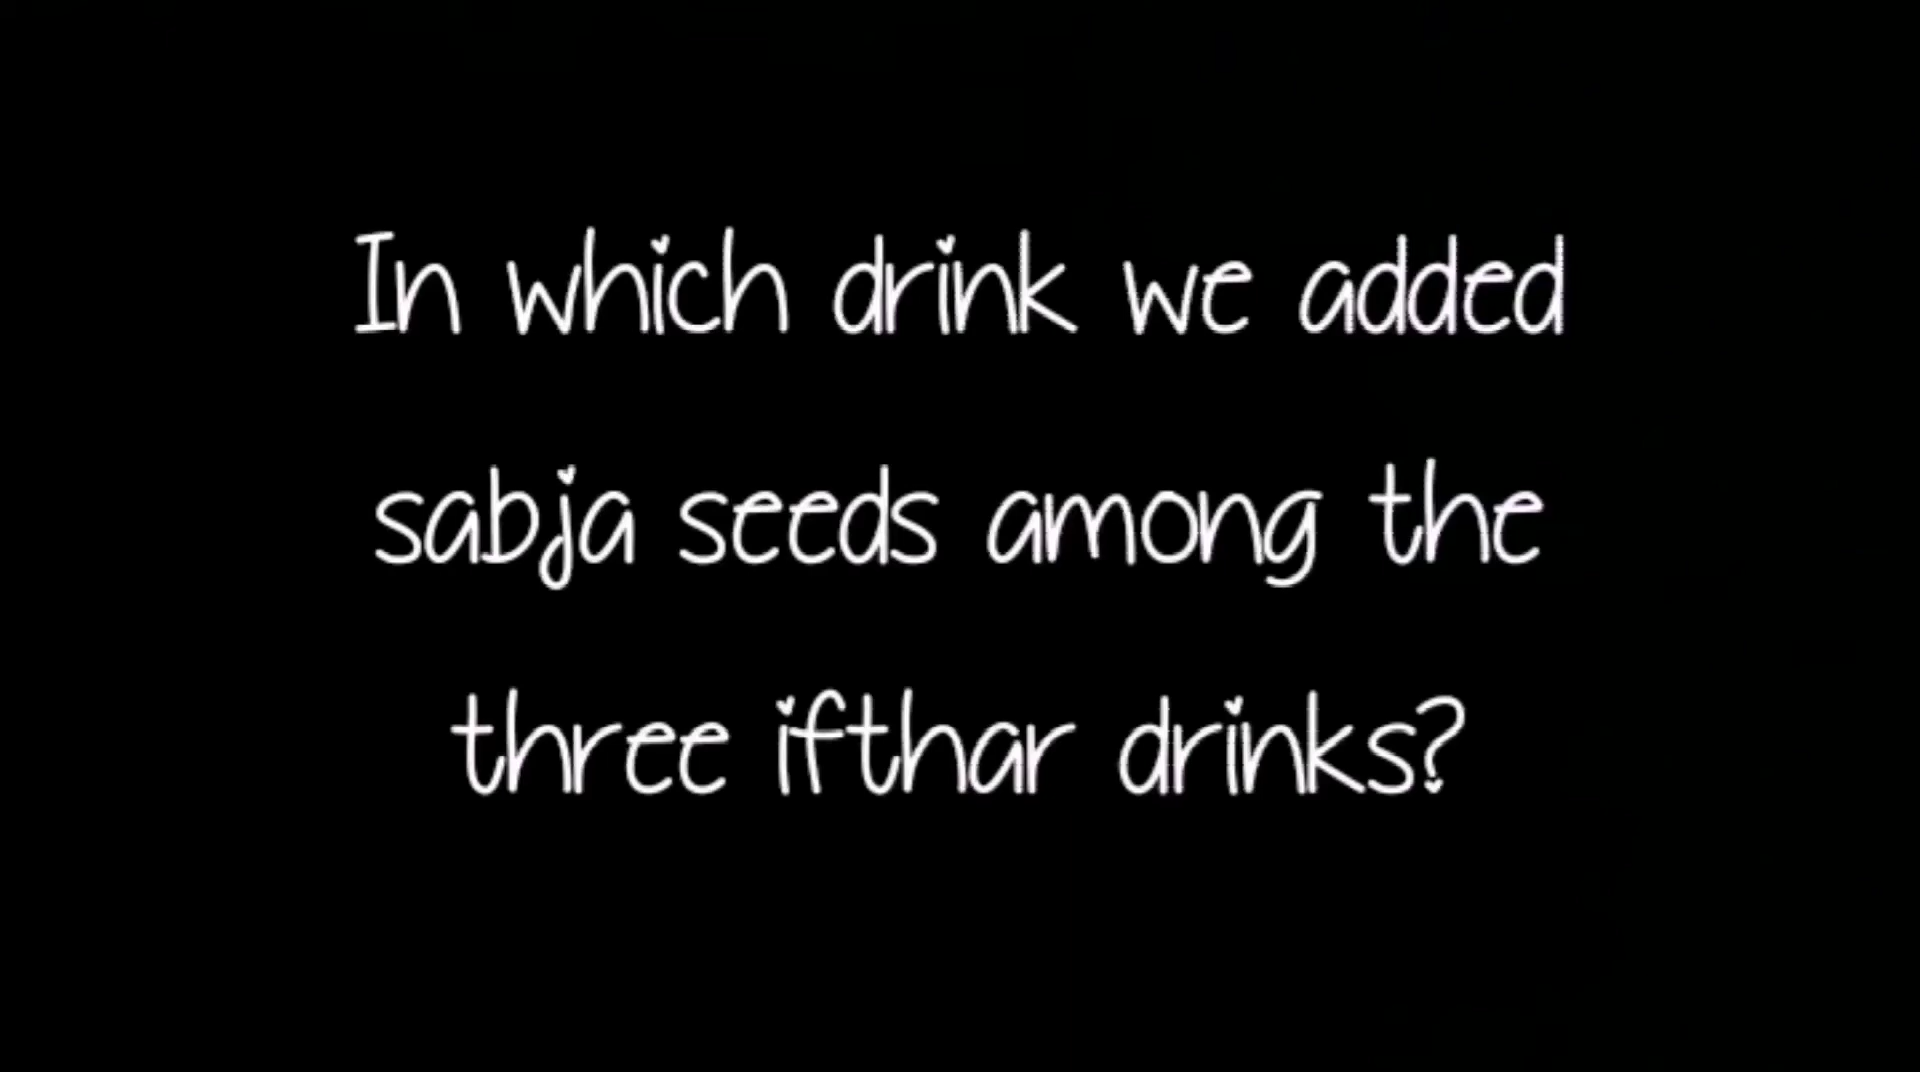 In which drink we added
sabja seeds among the
three ifthar drinks?